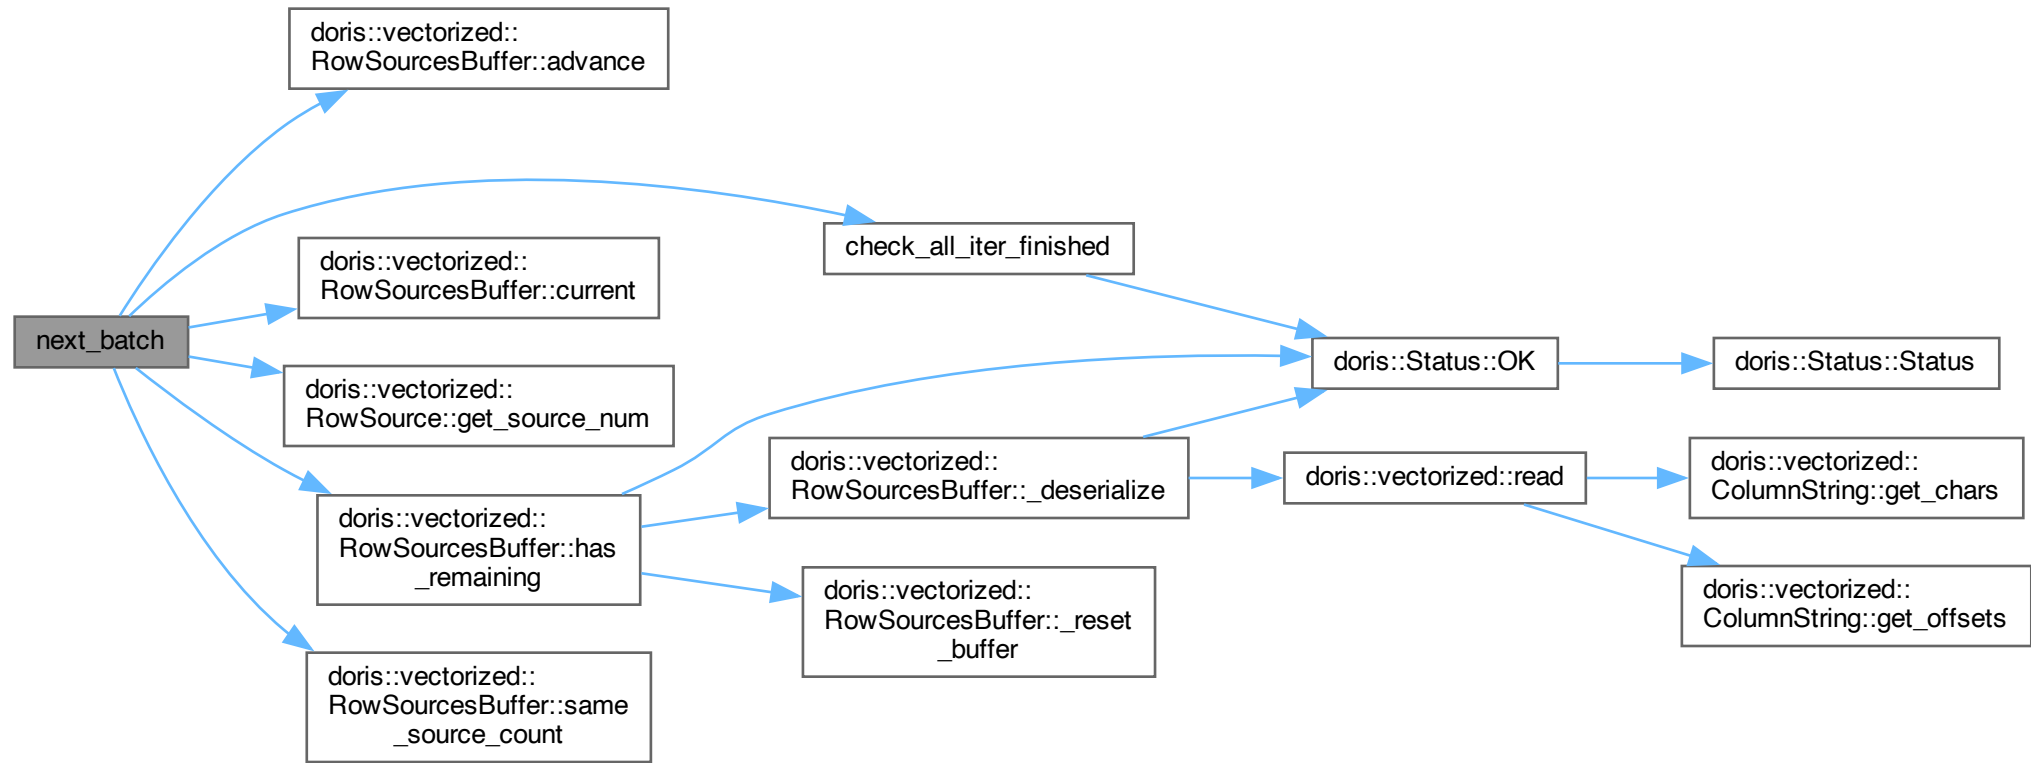 doris::vectorized::
RowSourcesBuffer::advance
check_all_iter_finished
doris::vectorized::
RowSourcesBuffer::current
next_batch
doris::Status::OK
doris::Status::Status
doris::vectorized::
RowSource::get_source_num
doris::vectorized::
RowSourcesBuffer::_deserialize
doris::vectorized::read
doris::vectorized::
ColumnString::get_chars
doris::vectorized::
RowSourcesBuffer::has
_remaining
doris::vectorized::
RowSourcesBuffer::_reset
_buffer
doris::vectorized::
ColumnString::get_offsets
doris::vectorized::
RowSourcesBuffer::same
_source_count